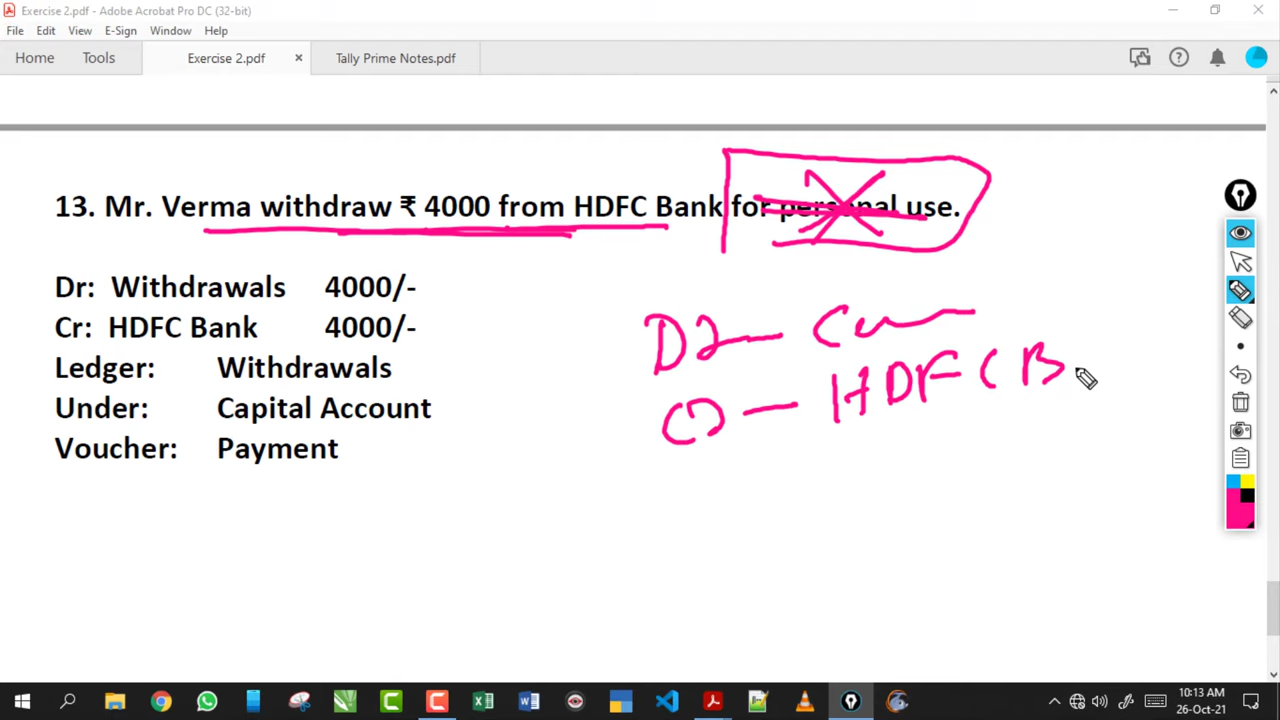 Exercise 2.pdf - Adobe Acrobat Pro DC (32-bit)
File Edit View E-Sign Window Help
Home Tools Exercise 2.pdf × Tally Prime Notes.pdf
13. Mr. Verma withdraw ₹ 4000 from HDFC Bank for personal use.
Dr: Withdrawals 4000/-
Cr: HDFC Bank 4000/-
Ledger: Withdrawals
Under: Capital Account
Voucher: Payment
Dr —
Cr — HDFC B
10:13 AM
26-Oct-21